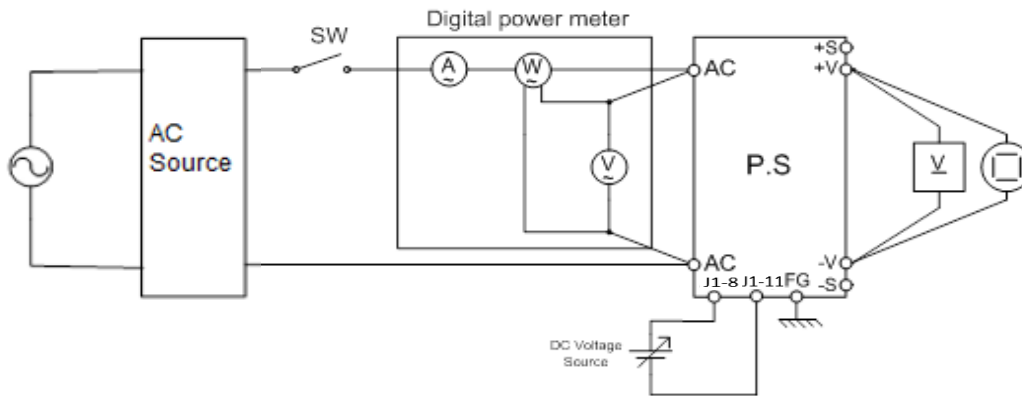 Digital power meter
SW
+S
A
W
AC
+V
AC
Source
V
P.S
V
AC
-V
J1-8 J1-11 FG
-S
DC Voltage
Source